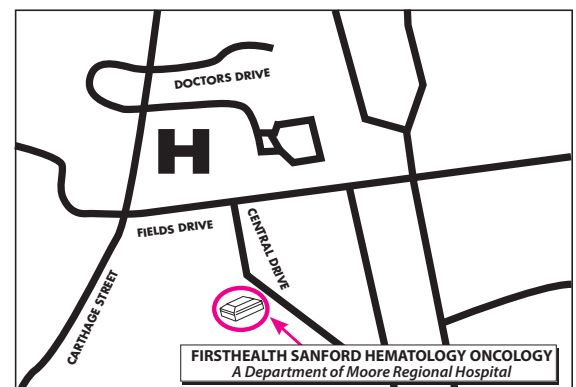 DOCTORS DRIVE
H
FIELDS DRIVE
CENTRAL DRIVE
CARTHAGE STREET
FIRSTHEALTH SANFORD HEMATOLOGY ONCOLOGY
A Department of Moore Regional Hospital